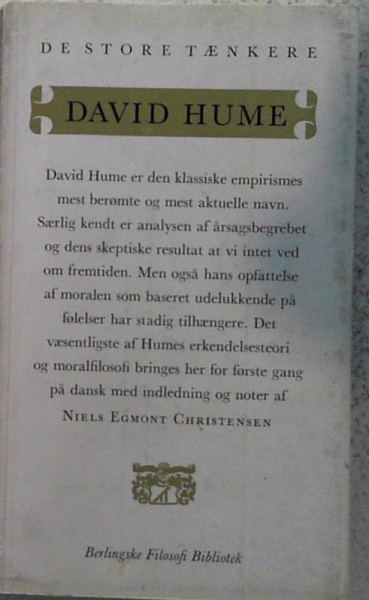 DE STORE TÆNKERE
DAVID HUME
David Hume er den klassiske empirismes
mest berømte og mest aktuelle navn.
Særlig kendt er analysen af årsagsbegrebet
og dens skeptiske resultat at vi intet ved
om fremtiden. Men også hans opfattelse
af moralen som baseret udelukkende på
følelser har stadig tilhængere. Det
væsentligste af Humes erkendelsesteori
og moralfilosofi bringes her for første gang
på dansk med indledning og noter af
NIELS EGMONT CHRISTENSEN
Berlingske Filosofi Bibliotek